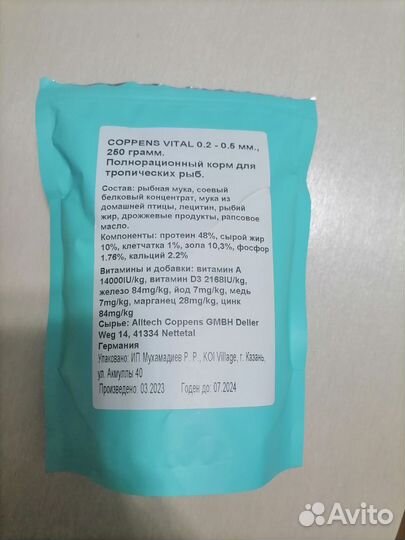 COPPENS VITAL 0.2 - 0.5 мм.,
250 грамм.
Полнорационный корм для
тропических рыб.
Состав: рыбная мука, соевый
белковый концентрат, мука из
домашней птицы, лецитин, рыбий
жир, дрожжевые продукты, рапсовое
масло.
Компоненты: протеин 48%, сырой жир
10%, клетчатка 1%, зола 10,3%, фосфор
1.76%, кальций 2.2%
Витамины и добавки: витамин А
14000IU/kg, витамин D3 2168IU/kg,
железо 84mg/kg, йод 7mg/kg, медь
7mg/kg, марганец 28mg/kg, цинк
84mg/kg
Сырье: Alltech Coppens GMBH Deller
Weg 14, 41334 Nettetal
Германия
Упаковано: ИП Мухамадиев Р. Р., KOI Village, г. Казань,
ул. Акмуллы 40
Произведено: 03.2023 Годен до: 07.2024
Avito